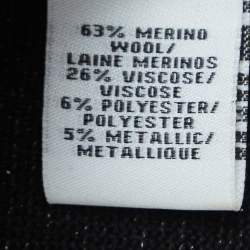 63% MERINO
WOOL/
LAINE MERINOS
26% VISCOSE/
VISCOSE
6% POLYESTER/
POLYESTER
5% METALLIC/
METALLIQUE